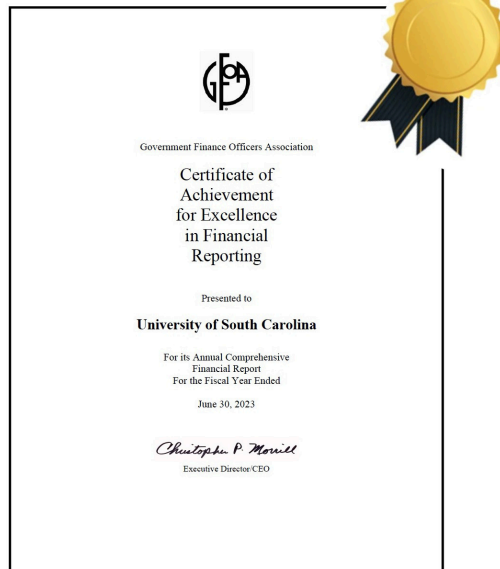 GFOA
Government Finance Officers Association
Certificate of
Achievement
for Excellence
in Financial
Reporting
Presented to
University of South Carolina
For its Annual Comprehensive
Financial Report
For the Fiscal Year Ended
June 30, 2023
Christopher P. Morrill
Executive Director/CEO